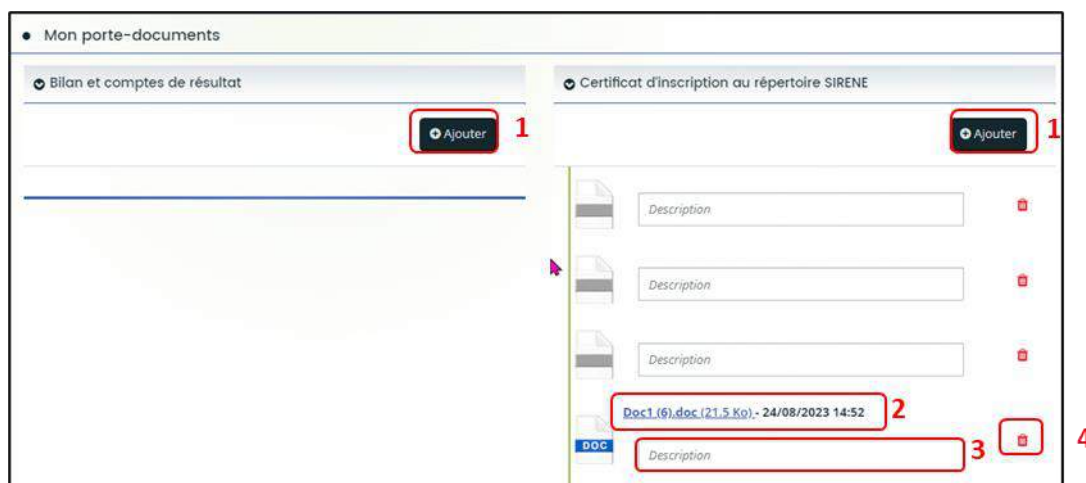 Mon porte-documents
Bilan et comptes de résultat
Ajouter 1
Certificat d'inscription au répertoire SIRENE
Ajouter 1
Description
Description
Description
Doc1 (6).doc (21.5 Ko) - 24/08/2023 14:52 2
DOC
Description 3
4